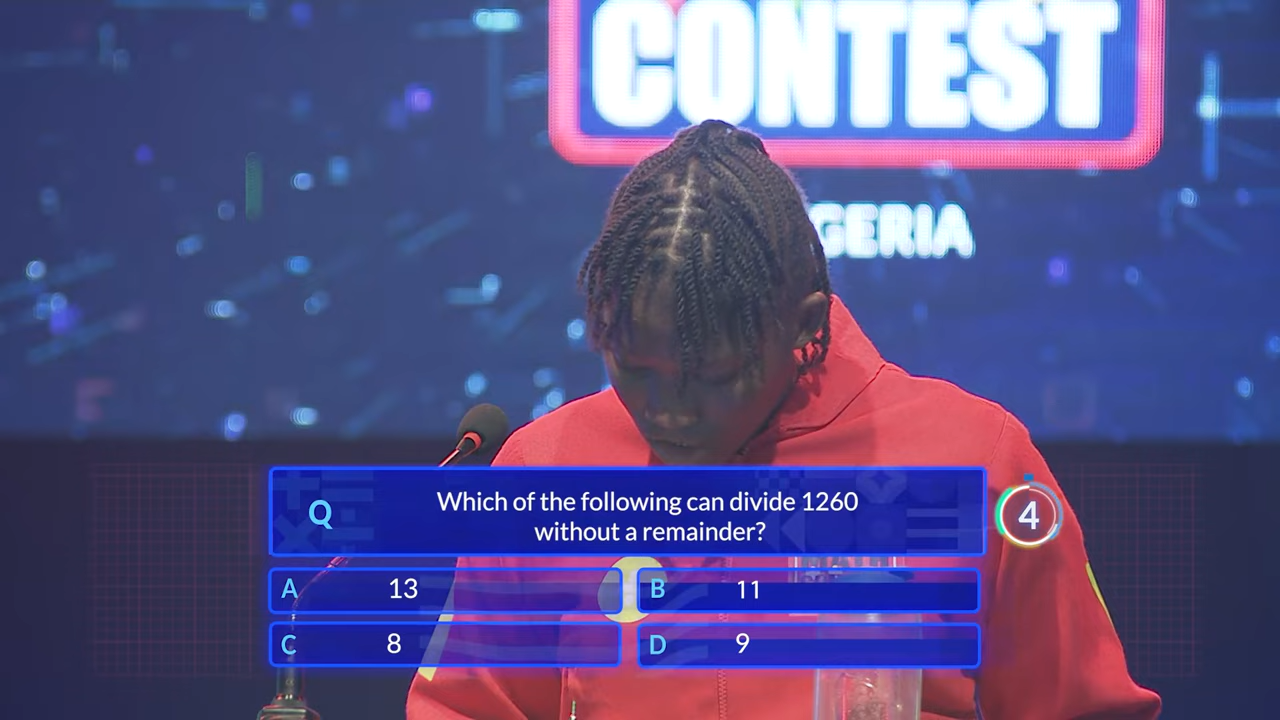 CONTEST
GERIA
Q
Which of the following can divide 1260
without a remainder?
4
A 13
B 11
C 8
D 9